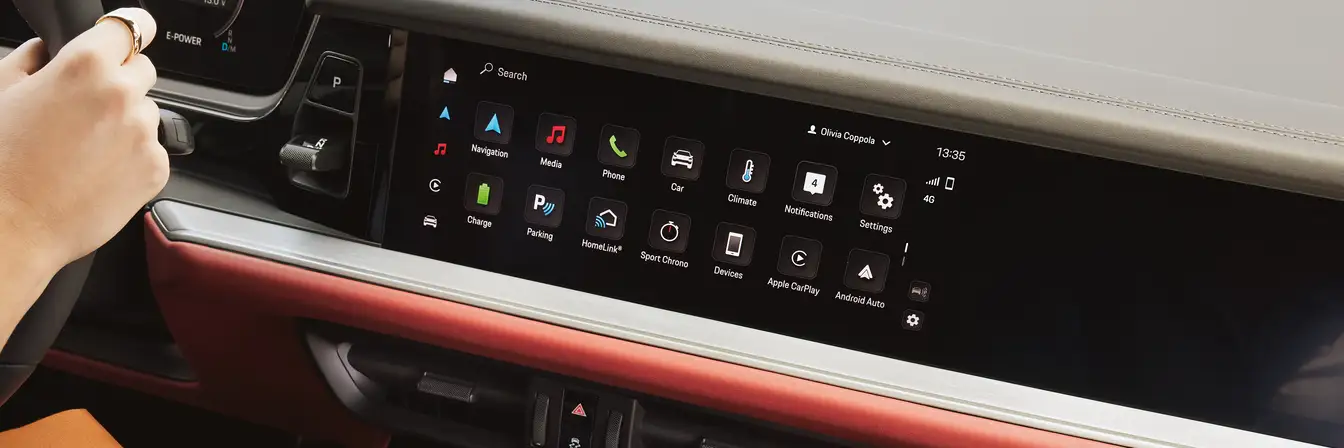 E-POWER
R
N
D/M
P
Search
Olivia Coppola
13:35
4G
Navigation
Media
Phone
Car
Climate
4
Notifications
Settings
Charge
P
Parking
HomeLink®
Sport Chrono
Devices
Apple CarPlay
Android Auto